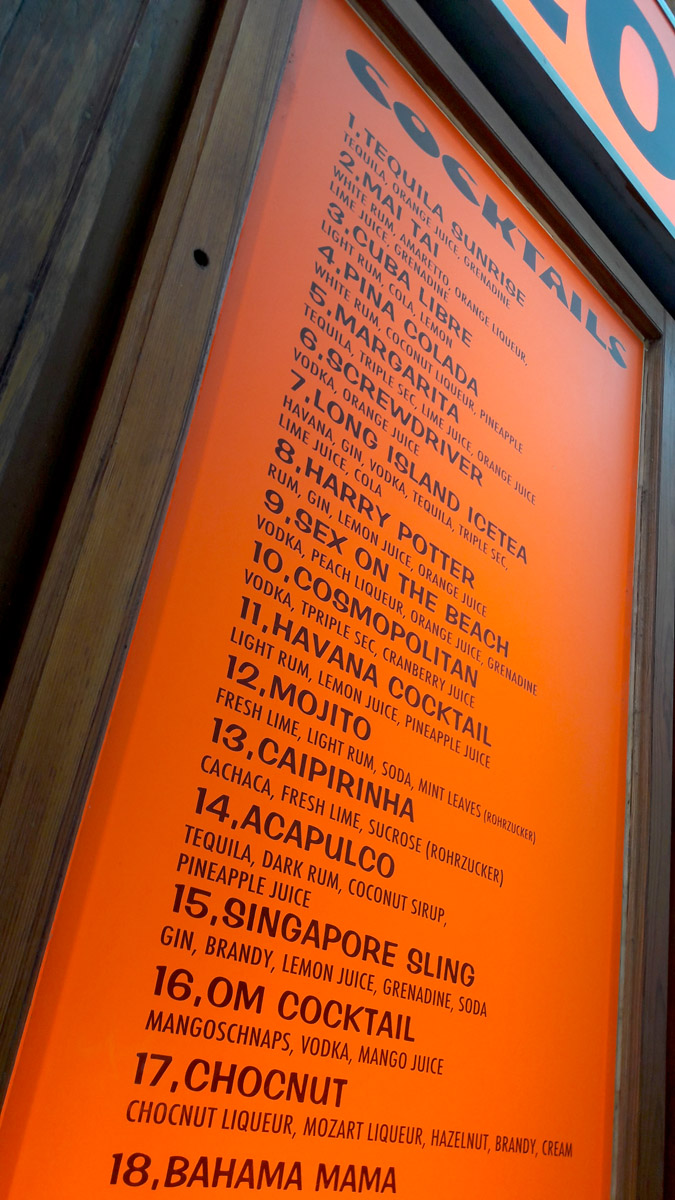 COCKTAILS
1.TEQUILA SUNRISE
TEQUILA, ORANGE JUICE, GRENADINE
2.MAI TAI
WHITE RUM, AMARETTO, ORANGE LIQUEUR,
LIME JUICE, GRENADINE
3.CUBA LIBRE
LIGHT RUM, COLA, LEMON
4.PINA COLADA
WHITE RUM, COCONUT LIQUEUR, PINEAPPLE
5.MARGARITA
TEQUILA, TRIPLE SEC, LIME JUICE, ORANGE JUICE
6.SCREWDRIVER
VODKA, ORANGE JUICE
7,LONG ISLAND ICETEA
HAVANA, GIN, VODKA, TEQUILA, TRIPLE SEC,
LIME JUICE, COLA
8,HARRY POTTER
RUM, GIN, LEMON JUICE, ORANGE JUICE
9,SEX ON THE BEACH
VODKA, PEACH LIQUEUR, ORANGE JUICE, GRENADINE
10,COSMOPOLITAN
VODKA, TPRIPLE SEC, CRANBERRY JUICE
11,HAVANA COCKTAIL
LIGHT RUM, LEMON JUICE, PINEAPPLE JUICE
12,MOJITO
FRESH LIME, LIGHT RUM, SODA, MINT LEAVES (ROHRZUCKER)
13,CAIPIRINHA
CACHACA, FRESH LIME, SUCROSE (ROHRZUCKER)
14,ACAPULCO
TEQUILA, DARK RUM, COCONUT SIRUP,
PINEAPPLE JUICE
15,SINGAPORE SLING
GIN, BRANDY, LEMON JUICE, GRENADINE, SODA
16,OM COCKTAIL
MANGOSCHNAPS, VODKA, MANGO JUICE
17,CHOCNUT
CHOCNUT LIQUEUR, MOZART LIQUEUR, HAZELNUT, BRANDY, CREAM
18,BAHAMA MAMA